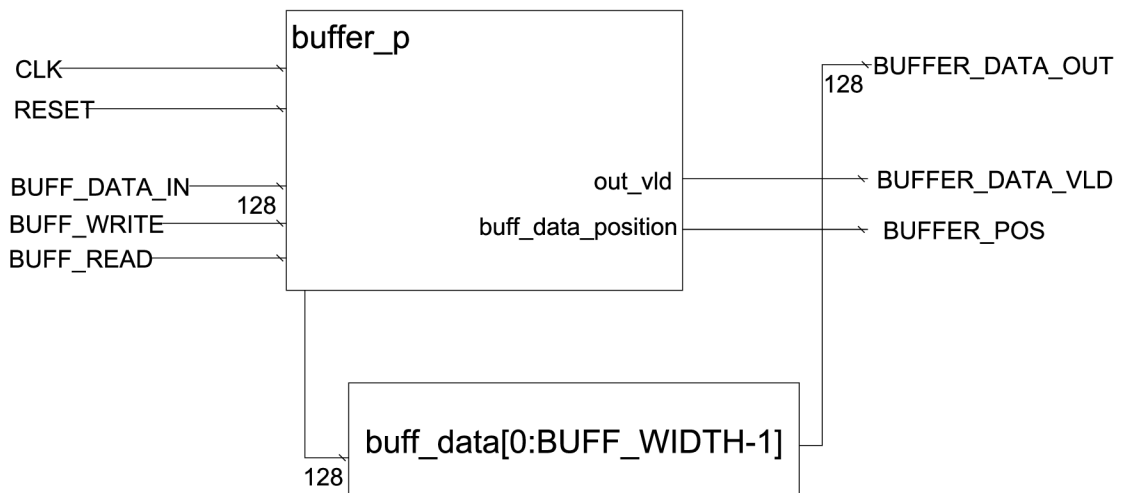 buffer_p
CLK
RESET
BUFF_DATA_IN
128
BUFF_WRITE
BUFF_READ
out_vld
buff_data_position
BUFFER_DATA_OUT
128
BUFFER_DATA_VLD
BUFFER_POS
buff_data[0:BUFF_WIDTH-1]
128